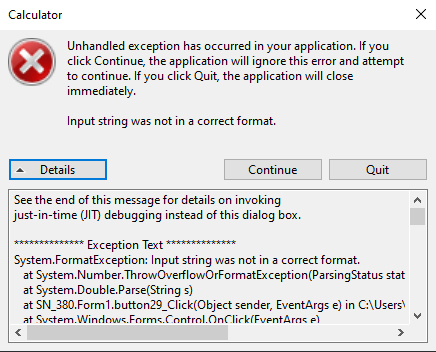 Calculator
Unhandled exception has occurred in your application. If you
click Continue, the application will ignore this error and attempt
to continue. If you click Quit, the application will close
immediately.
Input string was not in a correct format.
Details
Continue
Quit
See the end of this message for details on invoking
just-in-time (JIT) debugging instead of this dialog box.
************** Exception Text **************
System.FormatException: Input string was not in a correct format.
at System.Number.ThrowOverflowOrFormatException(ParsingStatus stat
at System.Double.Parse(String s)
at SN_380.Form1.button29_Click(Object sender, EventArgs e) in C:\Users\
at System.Windows.Forms.Control.OnClick(EventArgs e)